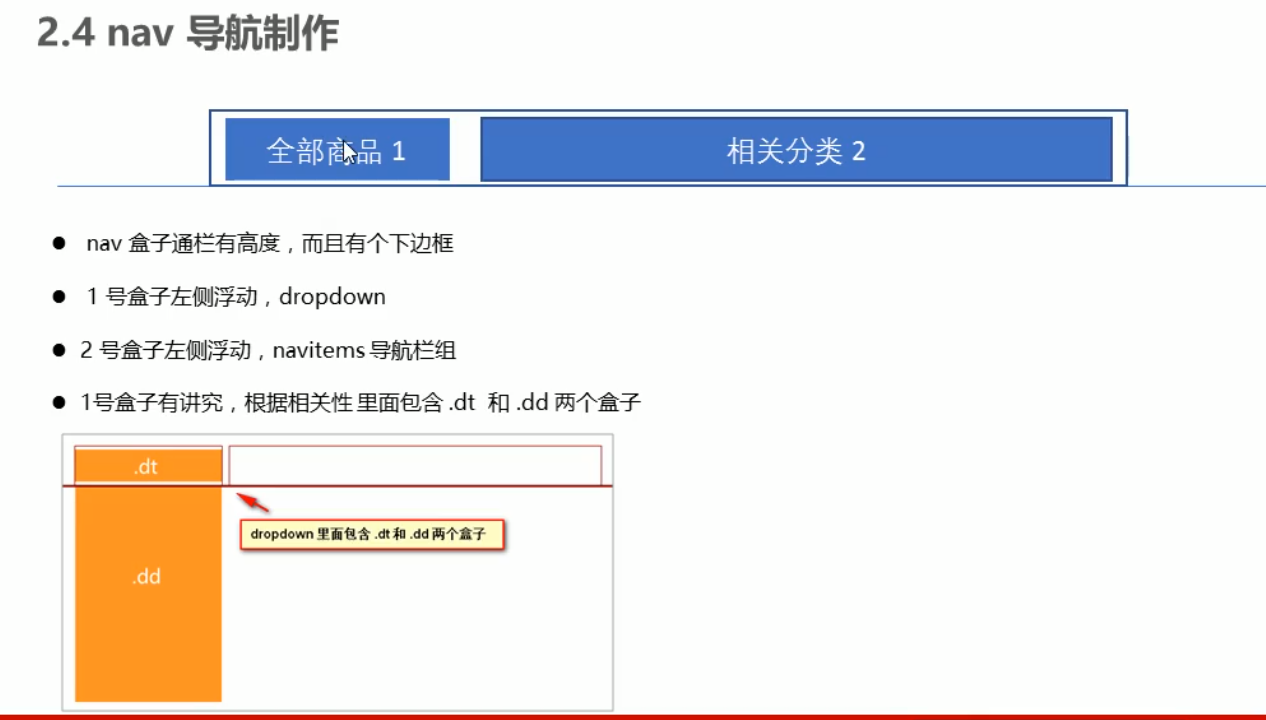 2.4 nav 导航制作
全部商品 1
相关分类 2
● nav 盒子通栏有高度，而且有个下边框
● 1 号盒子左侧浮动，dropdown
● 2 号盒子左侧浮动，navitems 导航栏组
● 1号盒子有讲究，根据相关性 里面包含 .dt 和 .dd 两个盒子
.dt
dropdown 里面包含 .dt 和 .dd 两个盒子
.dd